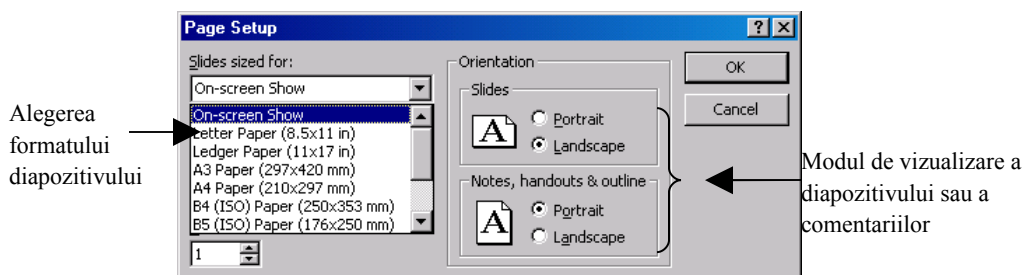 Page Setup
Slides sized for:
On-screen Show
On-screen Show
Letter Paper (8.5x11 in)
Ledger Paper (11x17 in)
A3 Paper (297x420 mm)
A4 Paper (210x297 mm)
B4 (ISO) Paper (250x353 mm)
B5 (ISO) Paper (176x250 mm)
1
Orientation
Slides
A
Portrait
Landscape
Notes, handouts & outline
A
Portrait
Landscape
OK
Cancel
Alegerea
formatului
diapozitivului
Modul de vizualizare a
diapozitivului sau a
comentariilor